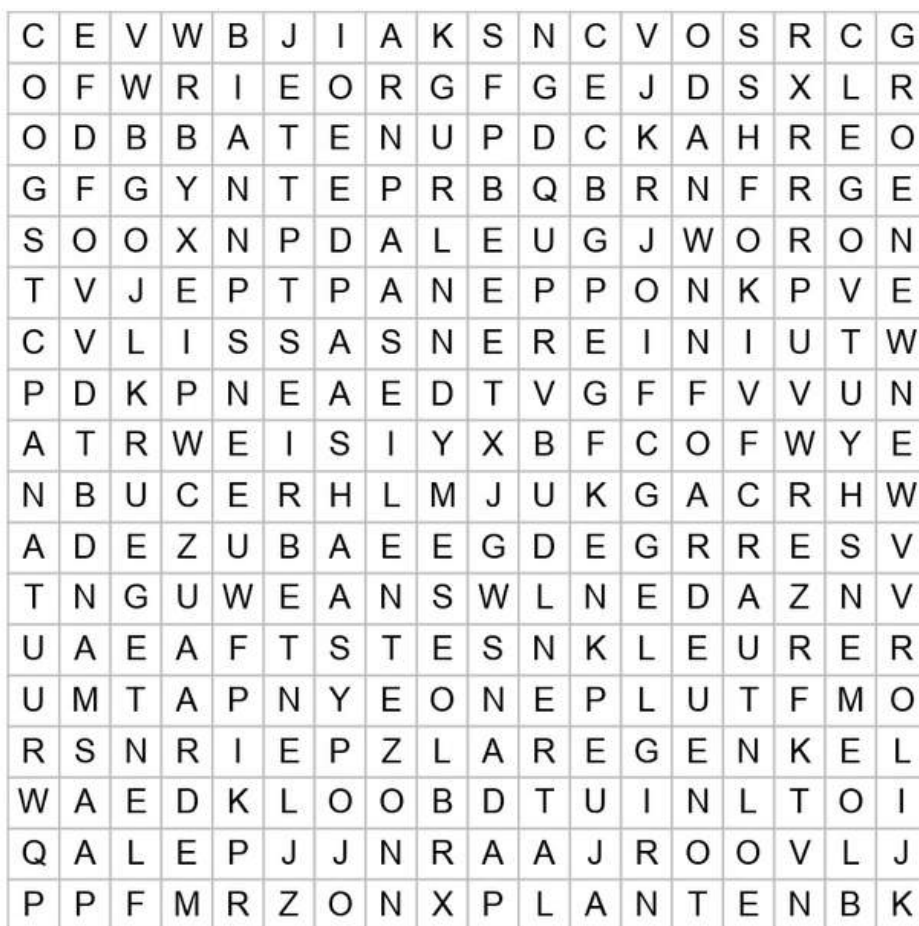 C E V W B J I A K S N C V O S R C G
O F W R I E O R G F G E J D S X L R
O D B B A T E N U P D C K A H R E O
G F G Y N T E P R B Q B R N F R G E
S O O X N P D A L E U G J W O R O N
T V J E P T P A N E P P O N K P V E
C V L I S S A S N E R E I N I U T W
P D K P N E A E D T V G F F V V U N
A T R W E I S I Y X B F C O F W Y E
N B U C E R H L M J U K G A C R H W
A D E Z U B A E E G D E G R R E S V
T N G U W E A N S W L N E D A Z N V
U A E A F T S T E S N K L E U R E R
U M T A P N Y E O N E P L U T F M O
R S N R I E P Z L A R E G E N K E L
W A E D K L O O B D T U I N L T O I
Q A L E P J J N R A A J R O O V L J
P P F M R Z O N X P L A N T E N B K